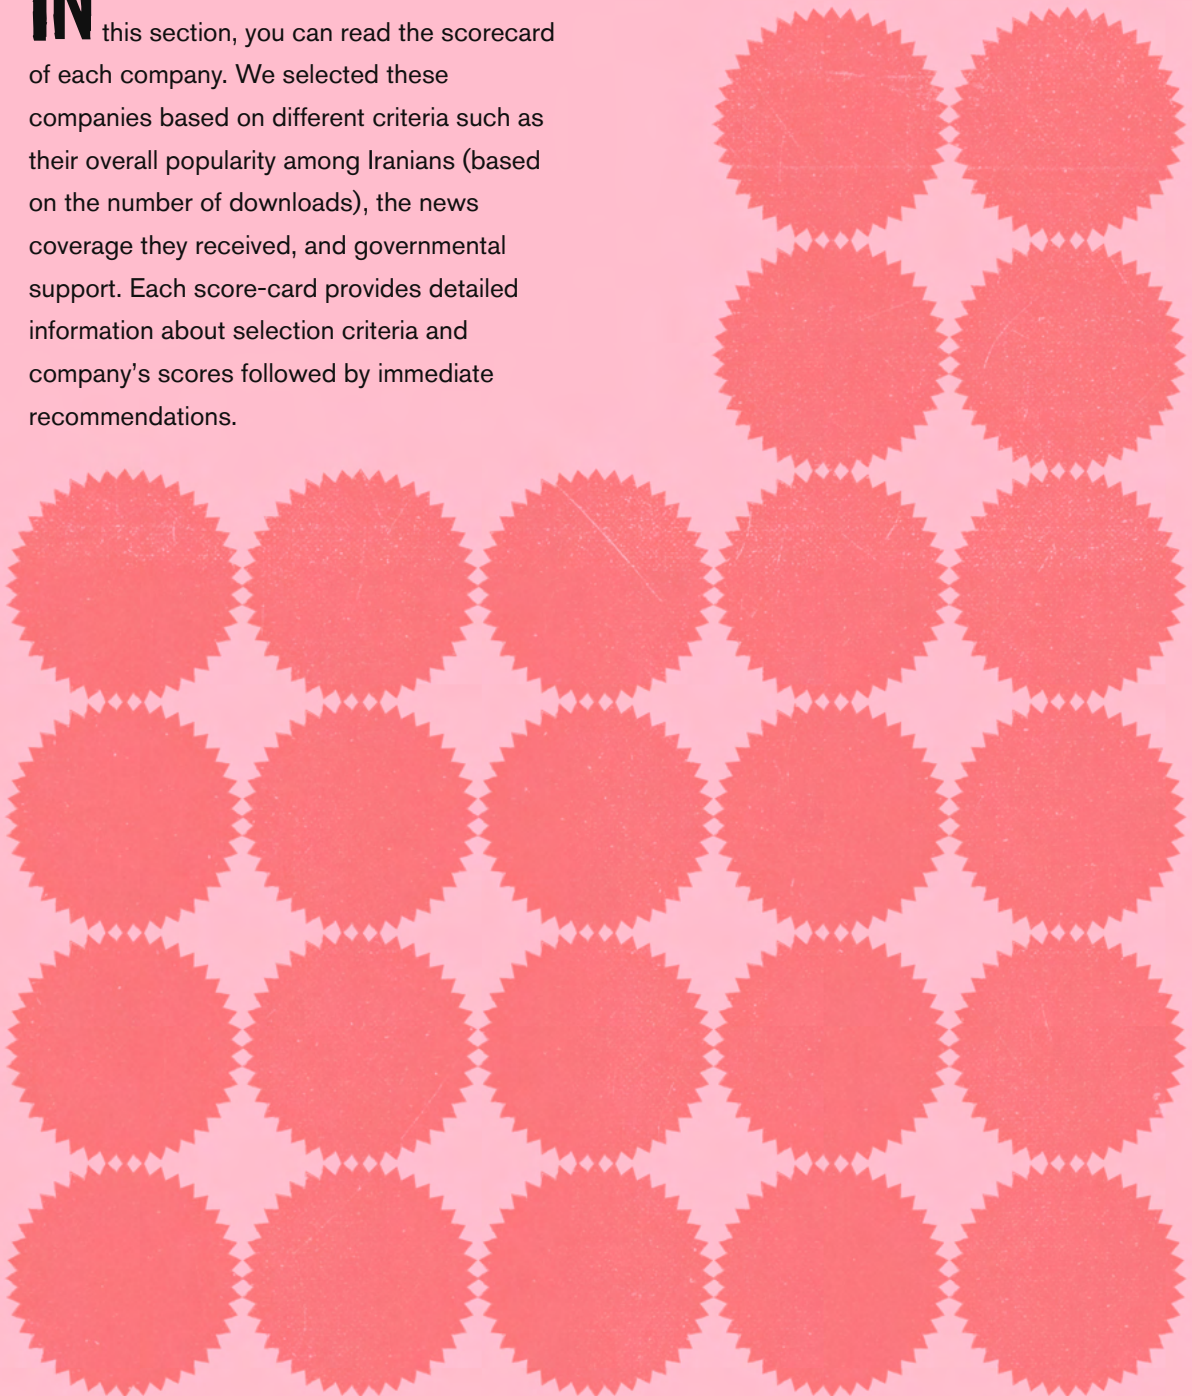 IN this section, you can read the scorecard
of each company. We selected these
companies based on different criteria such as
their overall popularity among Iranians (based
on the number of downloads), the news
coverage they received, and governmental
support. Each score-card provides detailed
information about selection criteria and
company’s scores followed by immediate
recommendations.